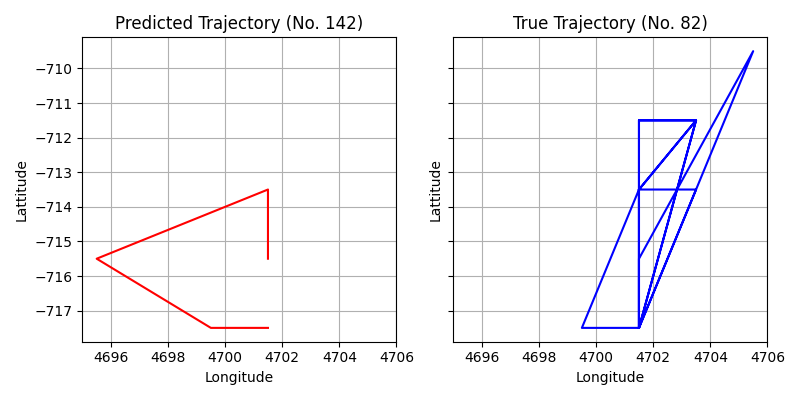 Predicted Trajectory (No. 142)
True Trajectory (No. 82)
Lattitude
−710
−711
−712
−713
−714
−715
−716
−717
4696 4698 4700 4702 4704 4706
Longitude
Lattitude
4696 4698 4700 4702 4704 4706
Longitude